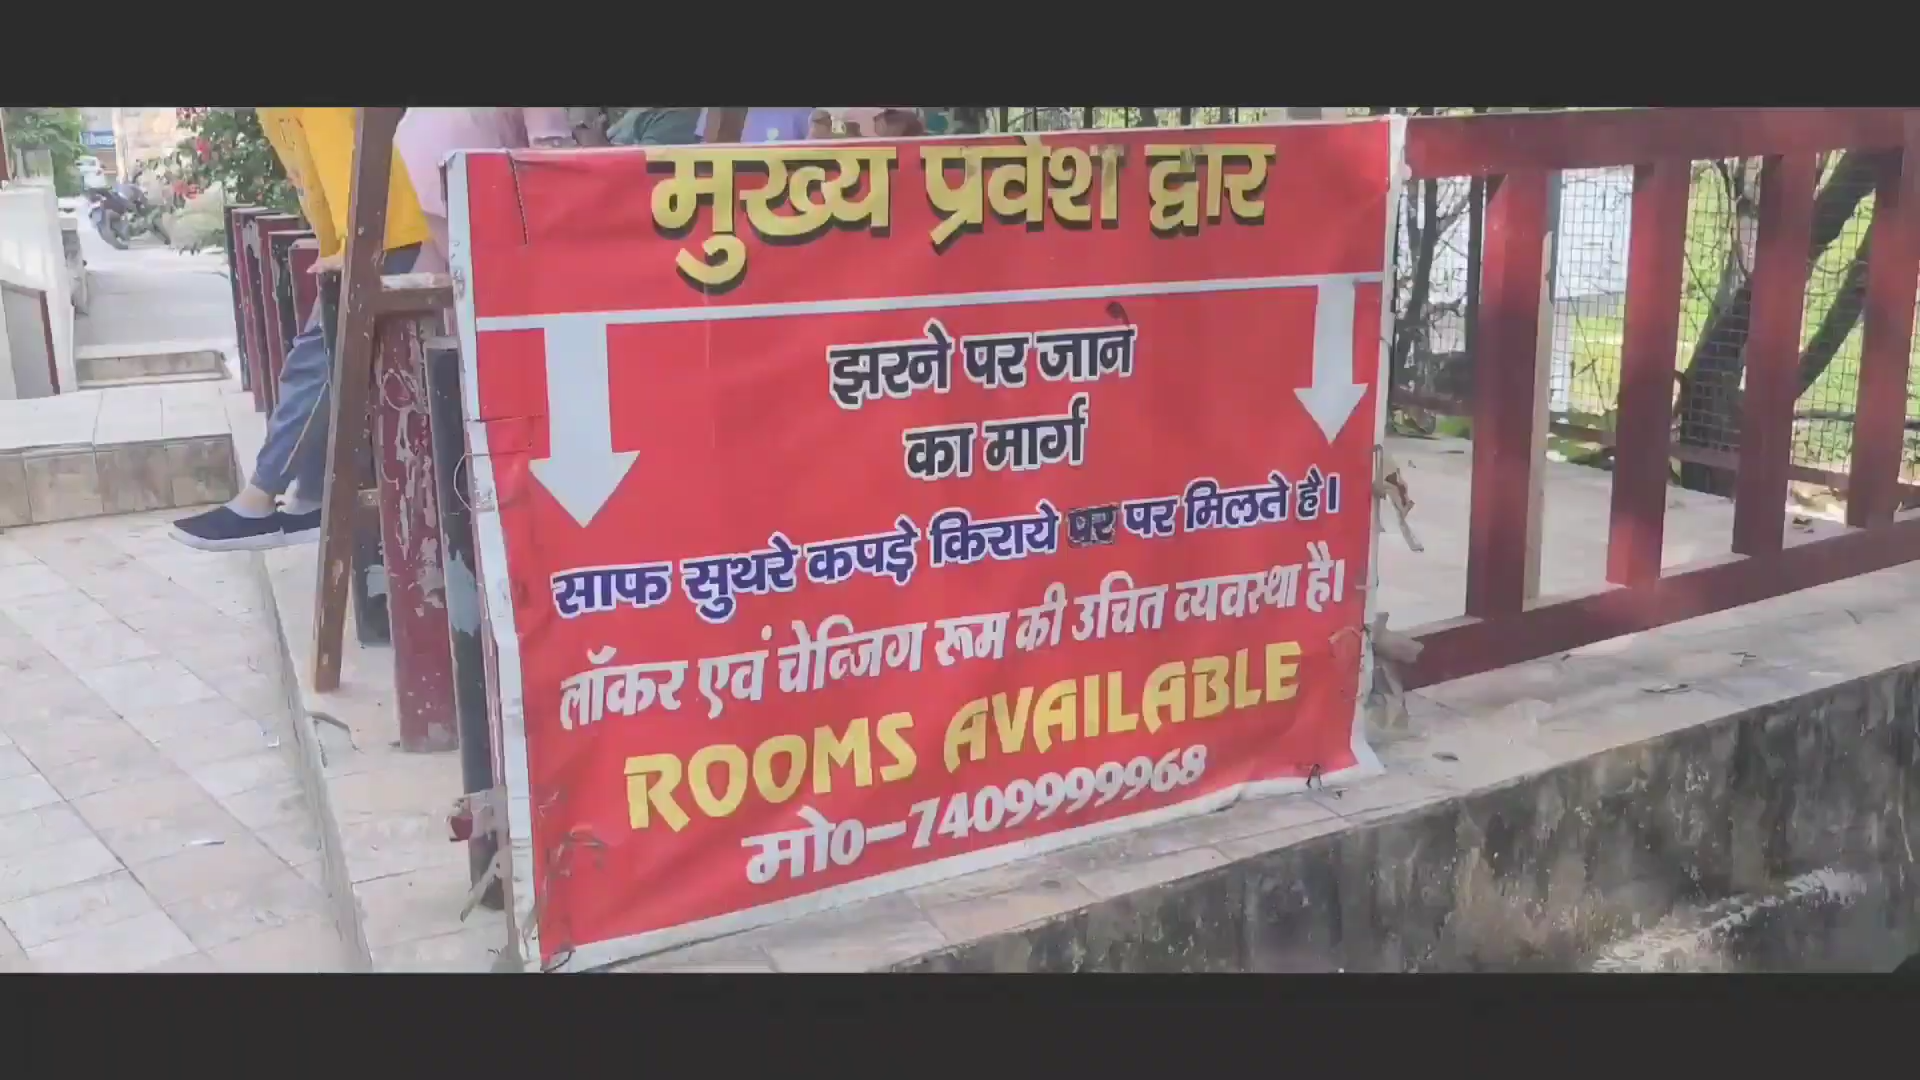 मुख्य प्रवेश द्वार
झरने पर जाने
का मार्ग
साफ सुथरे कपड़े किराये पर पर मिलते है।
लॉकर एवं चेन्जिग रूम की उचित व्यवस्था है।
ROOMS AVAILABLE
मो0-7409999968